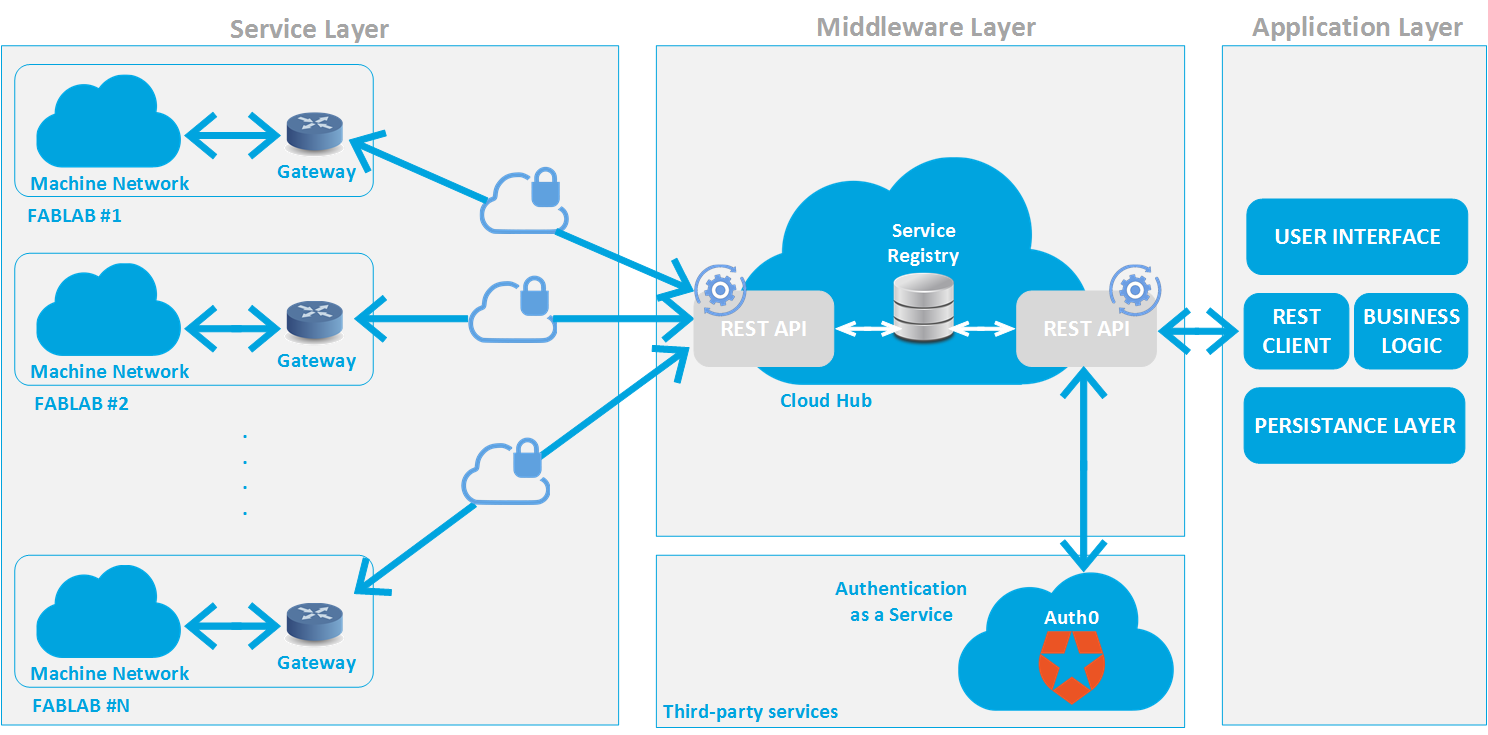 Service Layer
Middleware Layer
Application Layer
Machine Network
Gateway
FABLAB #1
Machine Network
Gateway
FABLAB #2
.
.
.
.
Machine Network
Gateway
FABLAB #N
Service
Registry
REST API
REST API
Cloud Hub
Authentication
as a Service
Auth0
Third-party services
USER INTERFACE
REST
CLIENT
BUSINESS
LOGIC
PERSISTANCE LAYER